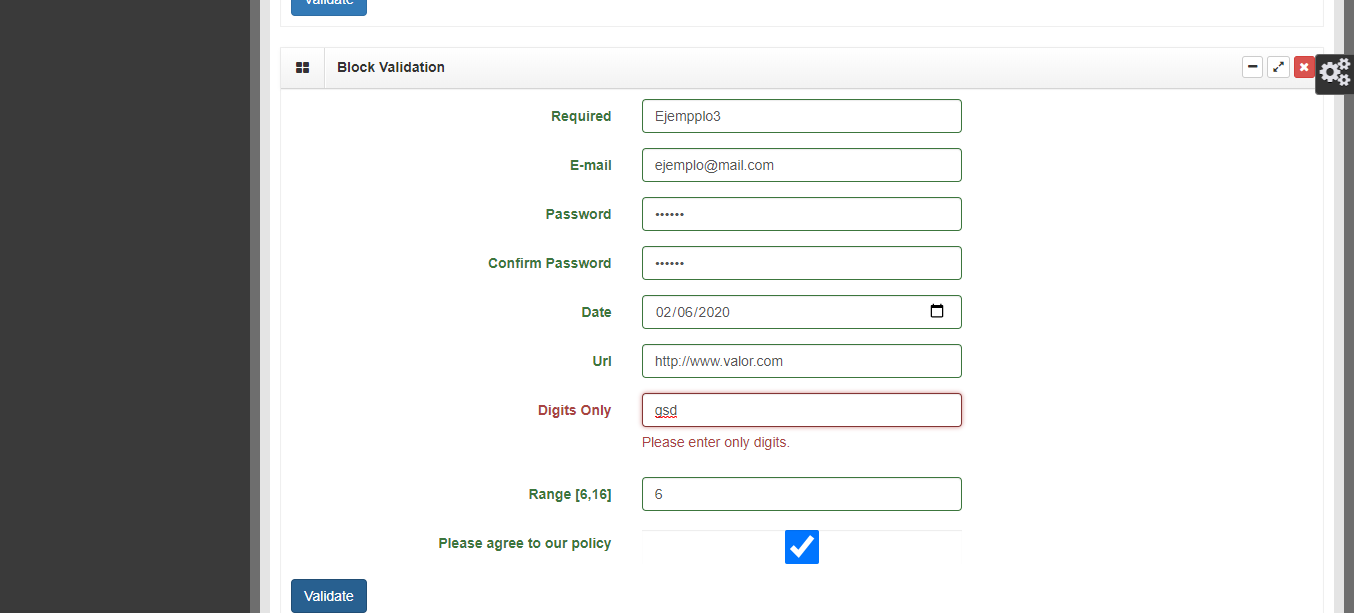 Validate
Block Validation
Required Ejempplo3
E-mail ejemplo@mail.com
Password ••••••
Confirm Password ••••••
Date 02/06/2020
Url http://www.valor.com
Digits Only gsd
Please enter only digits.
Range [6,16] 6
Please agree to our policy
Validate